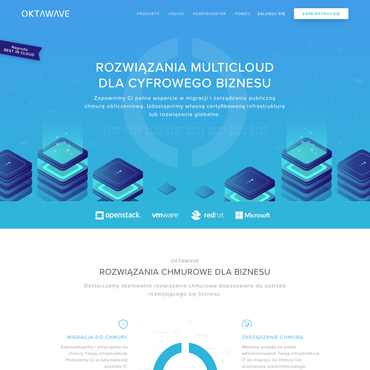 OKTAWAVE
PRODUKTY USŁUGI KONFIGURATOR POMOC ZALOGUJ SIĘ ZAREJESTRUJ SIĘ
Nagroda
BEST IN CLOUD
ROZWIĄZANIA MULTICLOUD
DLA CYFROWEGO BIZNESU
Zapewnimy Ci pełne wsparcie w migracji i zarządzaniu publiczną
chmurą obliczeniową. Udostępnimy własną certyfikowaną infrastrukturę
lub rozwiązania globalne.
openstack vmware redhat Microsoft
OKTAWAVE
ROZWIĄZANIA CHMUROWE DLA BIZNESU
Dostarczamy skalowalne rozwiązania chmurowe dopasowane do potrzeb
rozwijającego się biznesu.
MIGRACJA DO CHMURY
Zaprojektujemy i zmigrujemy do
chmury Twoją infrastrukturę.
Pomożemy Ci w optymalizacji
kosztów IT.
ZARZĄDZANIE CHMURĄ
Możemy przejąć na siebie
administrowanie Twoją infrastrukturą
IT po migracji do chmury lub
środowiska wielochmurowego.